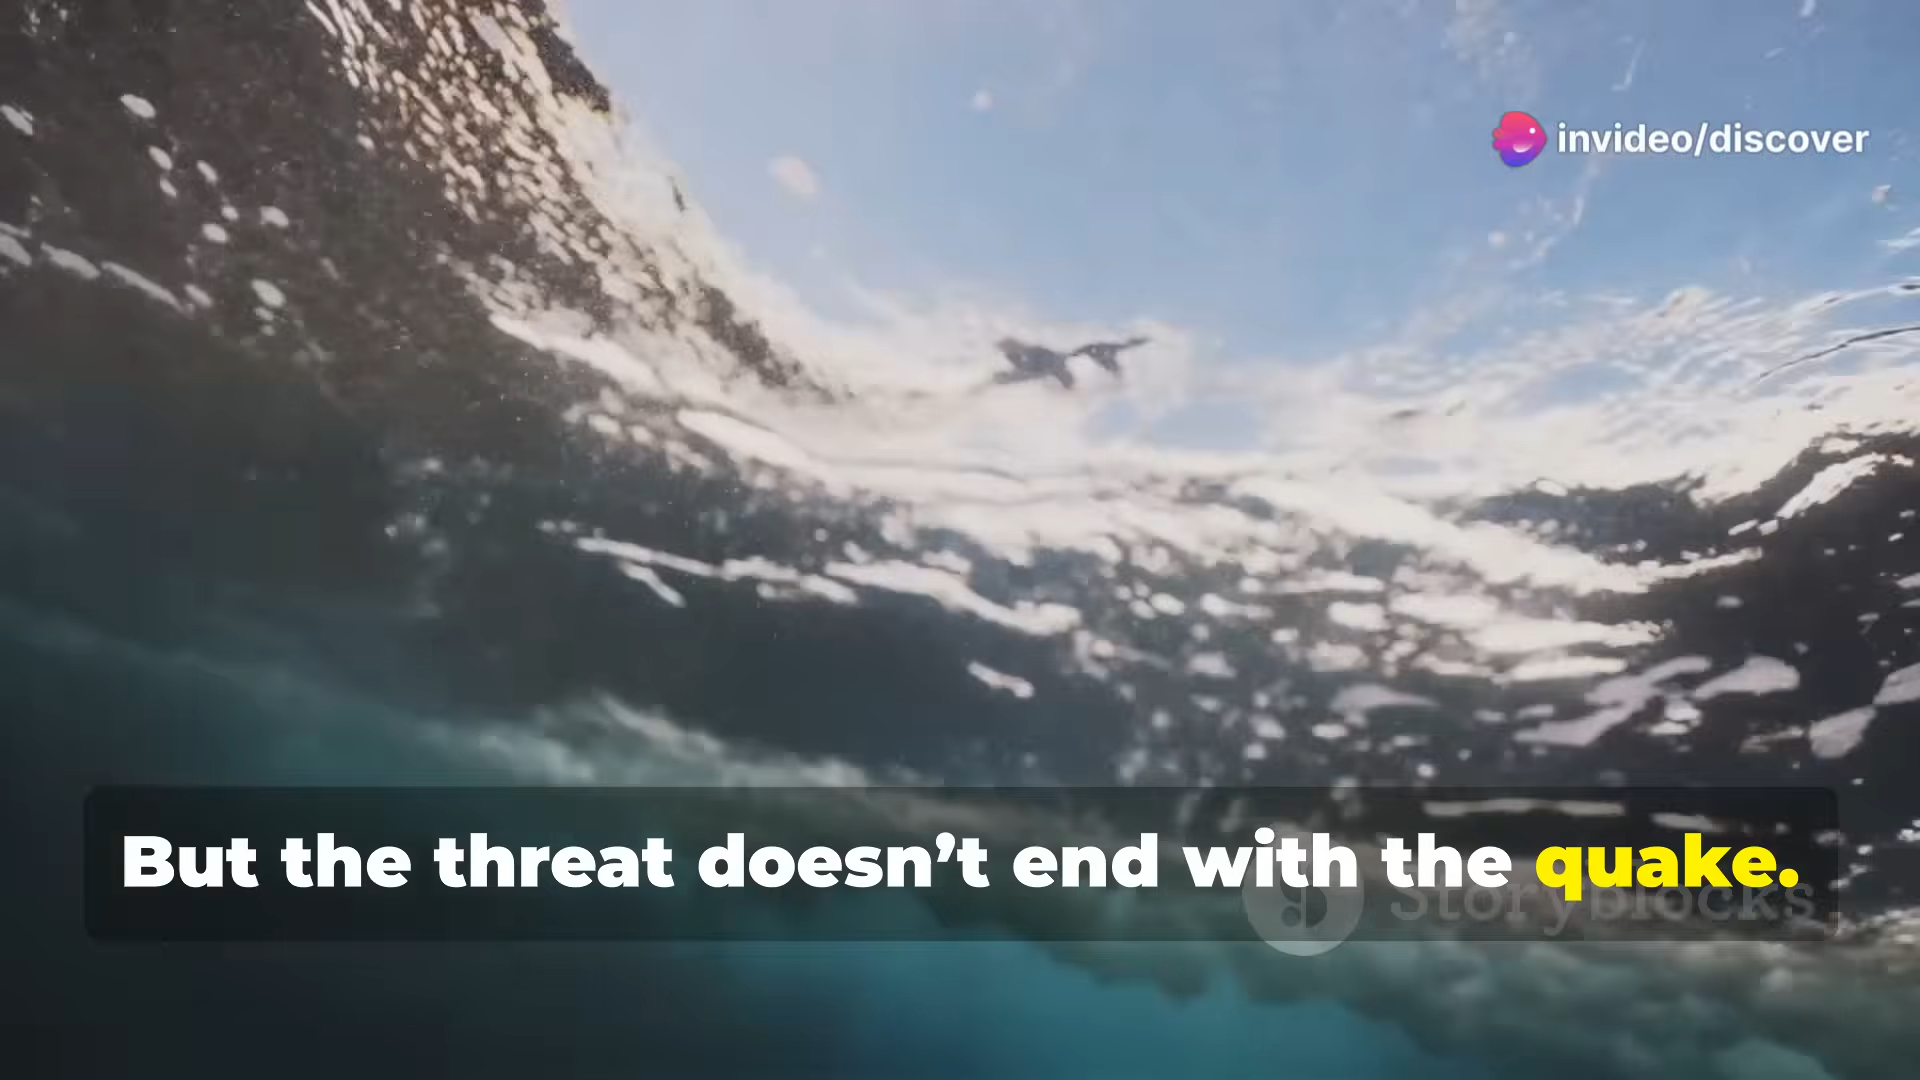 invideo/discover
But the threat doesn’t end with the quake.
Storyblocks